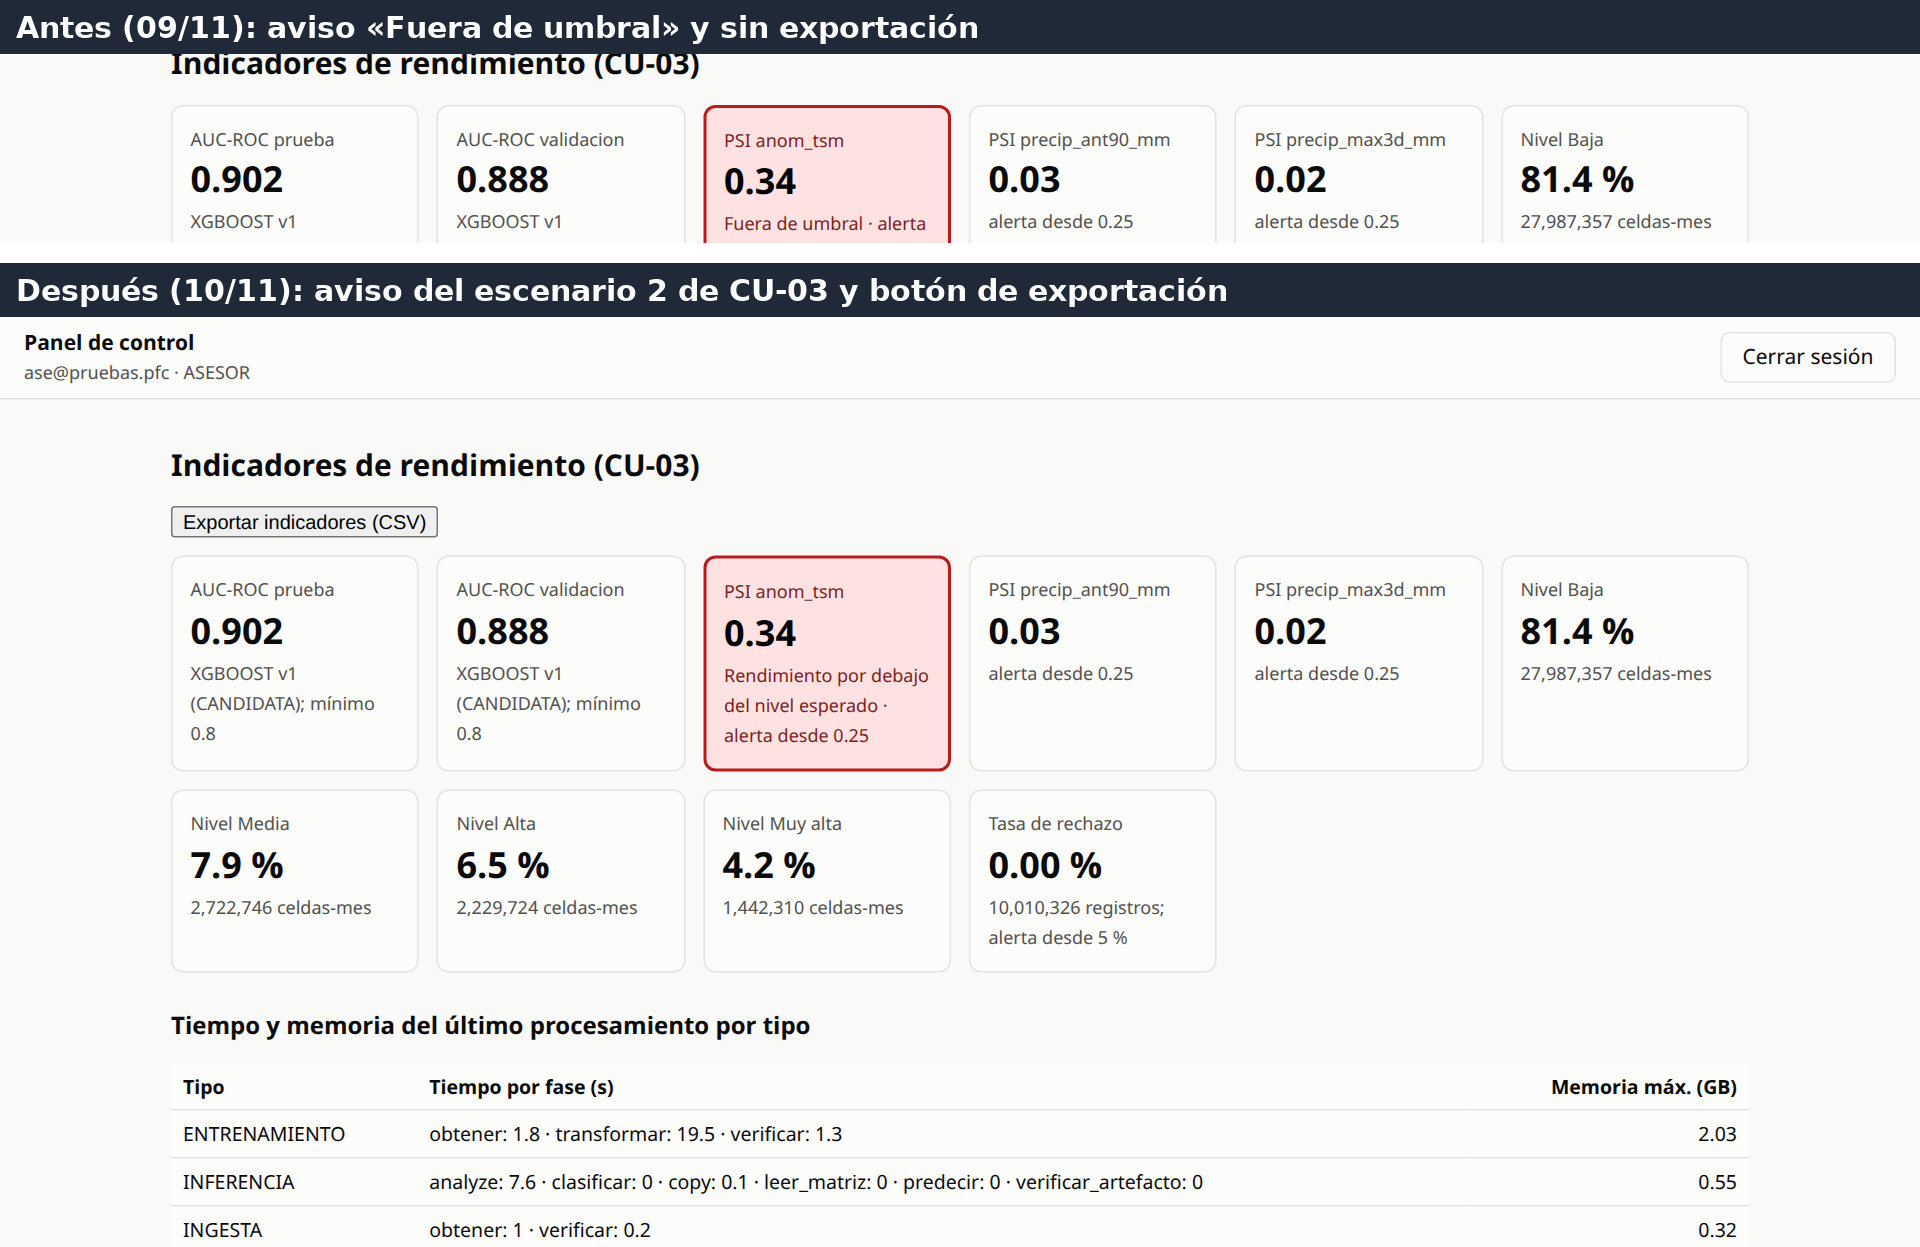 Antes (09/11): aviso «Fuera de umbral» y sin exportación
Indicadores de rendimiento (CU-03)
AUC-ROC prueba
0.902
XGBOOST v1
AUC-ROC validacion
0.888
XGBOOST v1
PSI anom_tsm
0.34
Fuera de umbral · alerta
PSI precip_ant90_mm
0.03
alerta desde 0.25
PSI precip_max3d_mm
0.02
alerta desde 0.25
Nivel Baja
81.4 %
27,987,357 celdas-mes
Después (10/11): aviso del escenario 2 de CU-03 y botón de exportación
Panel de control
ase@pruebas.pfc · ASESOR
Cerrar sesión
Indicadores de rendimiento (CU-03)
Exportar indicadores (CSV)
AUC-ROC prueba
0.902
XGBOOST v1
(CANDIDATA); mínimo
0.8
AUC-ROC validacion
0.888
XGBOOST v1
(CANDIDATA); mínimo
0.8
PSI anom_tsm
0.34
Rendimiento por debajo
del nivel esperado ·
alerta desde 0.25
PSI precip_ant90_mm
0.03
alerta desde 0.25
PSI precip_max3d_mm
0.02
alerta desde 0.25
Nivel Baja
81.4 %
27,987,357 celdas-mes
Nivel Media
7.9 %
2,722,746 celdas-mes
Nivel Alta
6.5 %
2,229,724 celdas-mes
Nivel Muy alta
4.2 %
1,442,310 celdas-mes
Tasa de rechazo
0.00 %
10,010,326 registros;
alerta desde 5 %
Tiempo y memoria del último procesamiento por tipo
Tipo Tiempo por fase (s) Memoria máx. (GB)
ENTRENAMIENTO obtener: 1.8 · transformar: 19.5 · verificar: 1.3 2.03
INFERENCIA analyze: 7.6 · clasificar: 0 · copy: 0.1 · leer_matriz: 0 · predecir: 0 · verificar_artefacto: 0 0.55
INGESTA obtener: 1 · verificar: 0.2 0.32